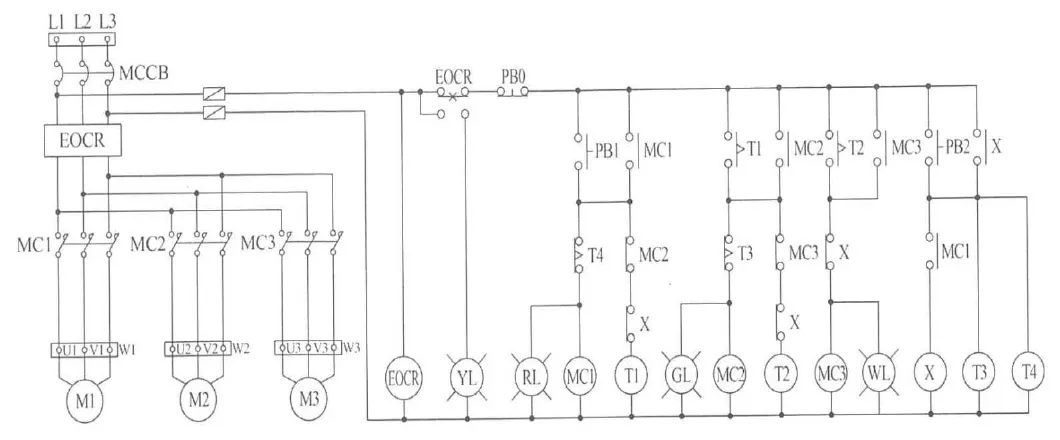 L1 L2 L3
MCCB
EOCR PB0
EOCR
PB1 MC1 T1 MC2 T2 MC3 PB2 X
MC1 MC2 MC3
T4 MC2 T3 MC3 X MC1
X X
U1 V1 W1 U2 V2 W2 U3 V3 W3
EOCR YL RL MC1 T1 GL MC2 T2 MC3 WL X T3 T4
M1 M2 M3